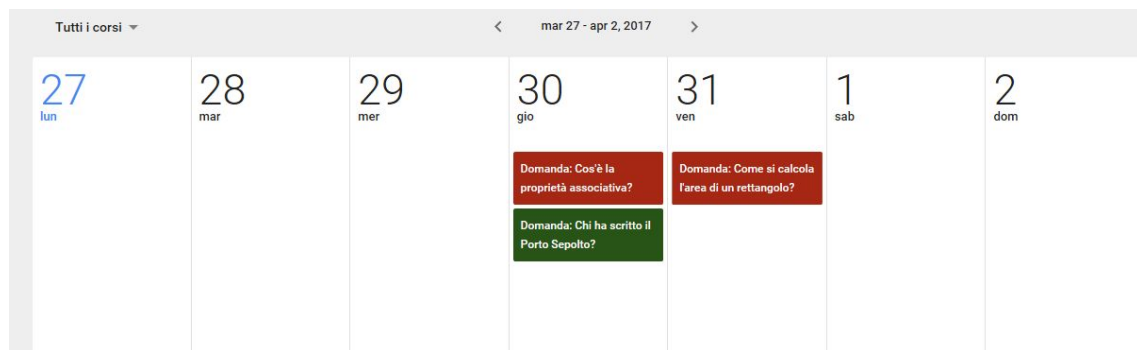 Tutti i corsi
mar 27 - apr 2, 2017
27
lun
28
mar
29
mer
30
gio
31
ven
1
sab
2
dom
Domanda: Cos'è la
proprietà associativa?
Domanda: Chi ha scritto il
Porto Sepolto?
Domanda: Come si calcola
l'area di un rettangolo?